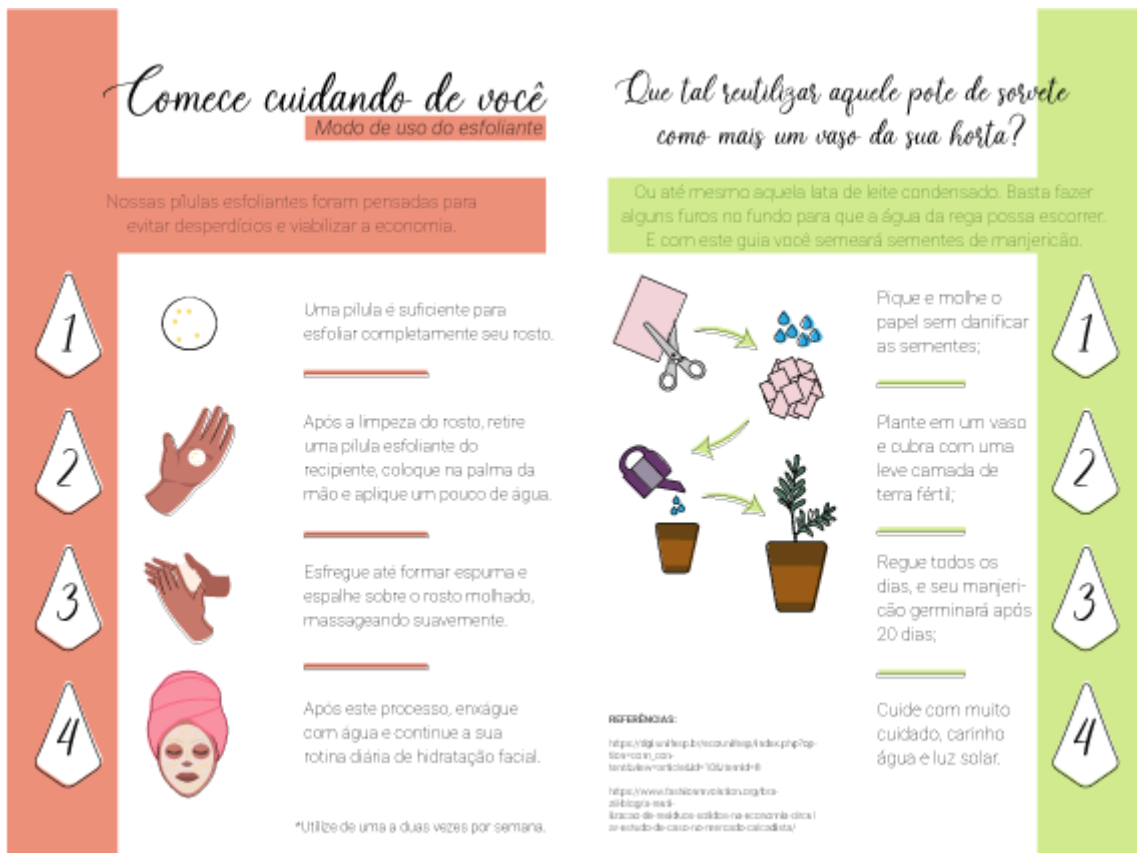 Comece cuidando de você
Modo de uso do esfoliante
Nossas pílulas esfoliantes foram pensadas para
evitar desperdícios e viabilizar a economia.
1
Uma pílula é suficiente para
esfoliar completamente seu rosto.
2
Após a limpeza do rosto, retire
uma pílula esfoliante do
recipiente, coloque na palma da
mão e aplique um pouco de água.
3
Esfregue até formar espuma e
espalhe sobre o rosto molhado,
massageando suavemente.
4
Após este processo, enxágue
com água e continue a sua
rotina diária de hidratação facial.
*Utilize de uma a duas vezes por semana.
Que tal reutilizar aquele pote de sorvete
como mais um vaso da sua horta?
Ou até mesmo aquela lata de leite condensado. Basta fazer
alguns furos no fundo para que a água da rega possa escorrer.
E com este guia você semeará sementes de manjericão.
Pique e molhe o
papel sem danificar
as sementes;
1
Plante em um vaso
e cubra com uma
leve camada de
terra fértil;
2
Regue todos os
dias, e seu manjeri-
cão germinará após
20 dias;
3
Cuide com muito
cuidado, carinho
água e luz solar.
4
REFERÊNCIAS: